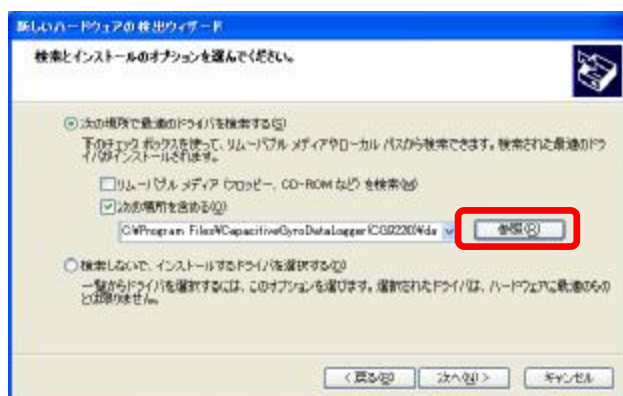 新しいハードウェアの検出ウィザード
検索とインストールのオプションを選んでください。
次の場所で最適のドライバを検索する(S)
下のチェック ボックスを使って、リムーバブル メディアやローカル パスから検索できます。検索された最適のドラ
イバがインストールされます。
リムーバブル メディア (フロッピー、CD-ROM など) を検索(M)
次の場所を含める(O)
C:¥Program Files¥CapacitiveGyroDataLogger
参照(R)
検索しないで、インストールするドライバを選択する(D)
一覧からドライバを選択するには、このオプションを選びます。選択されたドライバは、ハードウェアに最適のもの
とは限りません。
< 戻る(B)
次へ(N) >
キャンセル